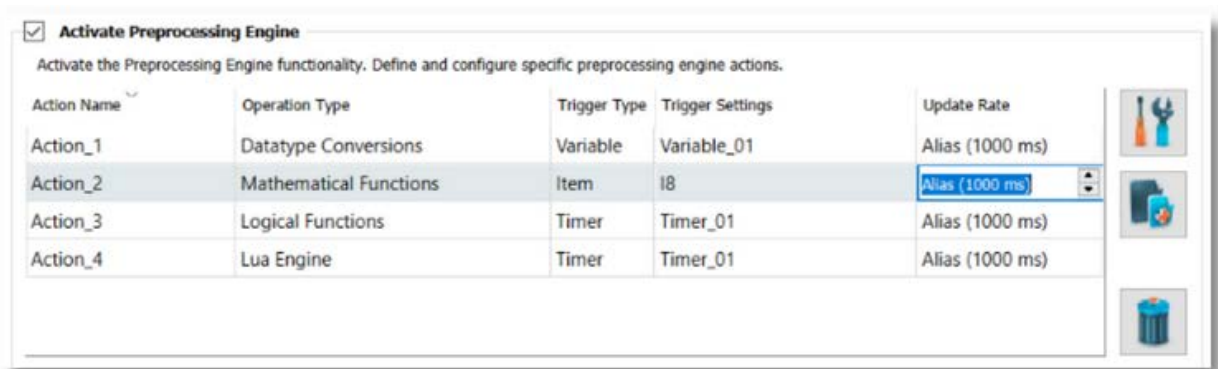 Activate Preprocessing Engine
Activate the Preprocessing Engine functionality. Define and configure specific preprocessing engine actions.
Action Name Operation Type Trigger Type Trigger Settings Update Rate
Action_1 Datatype Conversions Variable Variable_01 Alias (1000 ms)
Action_2 Mathematical Functions Item I8 Alias (1000 ms)
Action_3 Logical Functions Timer Timer_01 Alias (1000 ms)
Action_4 Lua Engine Timer Timer_01 Alias (1000 ms)